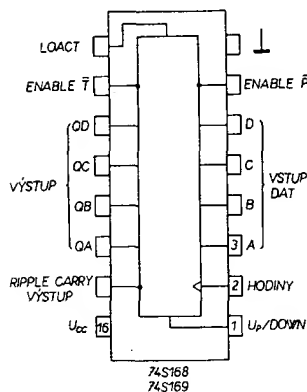 LOACT
ENABLE T̅
ENABLE P̅
QD
D
QC
C
VÝSTUP
VSTUP
DAT
QB
B
QA
3
A
RIPPLE CARRY
VÝSTUP
2
HODINY
Ucc
16
1
Up/DOWN
74S168
74S169